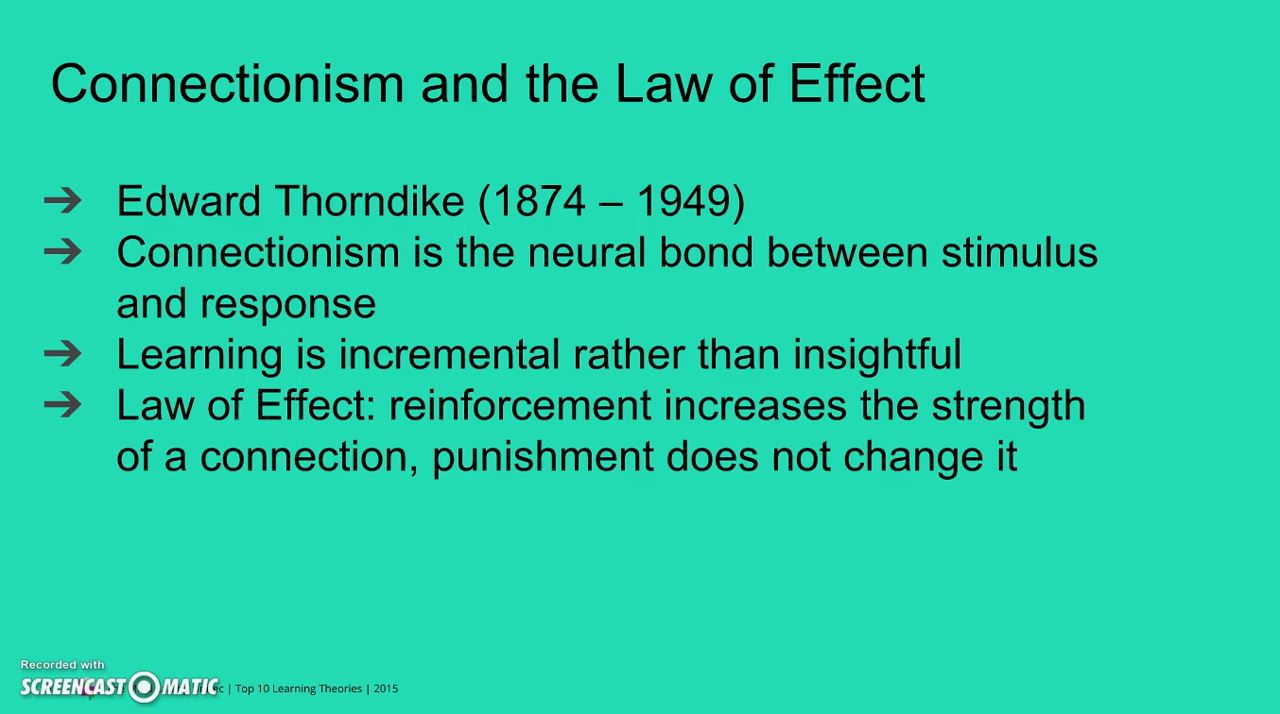 Connectionism and the Law of Effect
➔ Edward Thorndike (1874 – 1949)
➔ Connectionism is the neural bond between stimulus
and response
➔ Learning is incremental rather than insightful
➔ Law of Effect: reinforcement increases the strength
of a connection, punishment does not change it
Recorded with
SCREENCAST-O-MATIC
| Top 10 Learning Theories | 2015